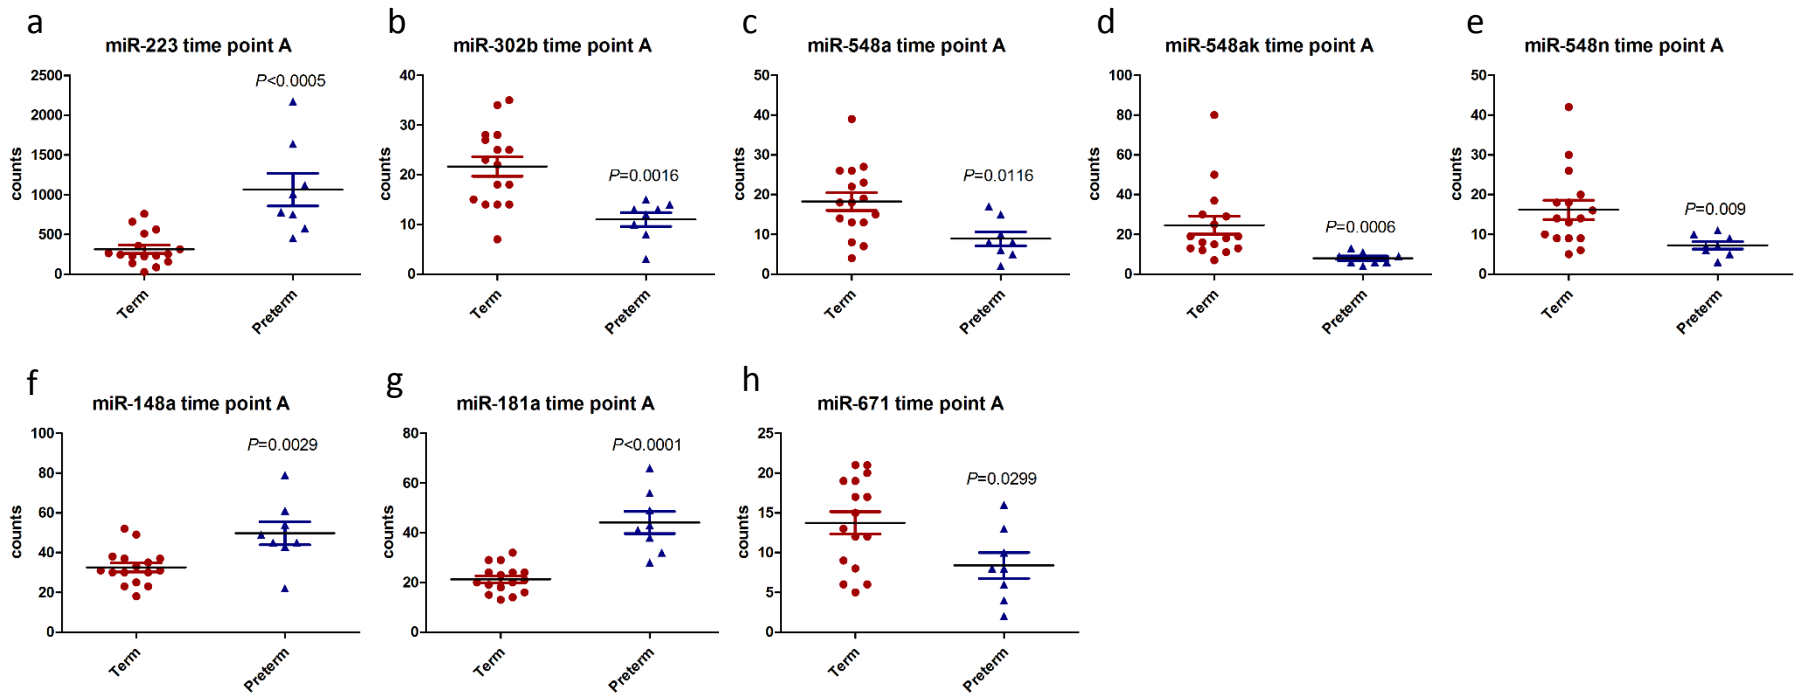 a
miR-223 time point A
P<0.0005
2500
2000
1500
1000
500
0
counts
Term
Preterm
b
miR-302b time point A
P=0.0016
40
30
20
10
0
counts
Term
Preterm
c
miR-548a time point A
P=0.0116
50
40
30
20
10
0
counts
Term
Preterm
d
miR-548ak time point A
P=0.0006
100
80
60
40
20
0
counts
Term
Preterm
e
miR-548n time point A
P=0.009
50
40
30
20
10
0
counts
Term
Preterm
f
miR-148a time point A
P=0.0029
100
80
60
40
20
0
counts
Term
Preterm
g
miR-181a time point A
P<0.0001
80
60
40
20
0
counts
Term
Preterm
h
miR-671 time point A
P=0.0299
25
20
15
10
5
0
counts
Term
Preterm